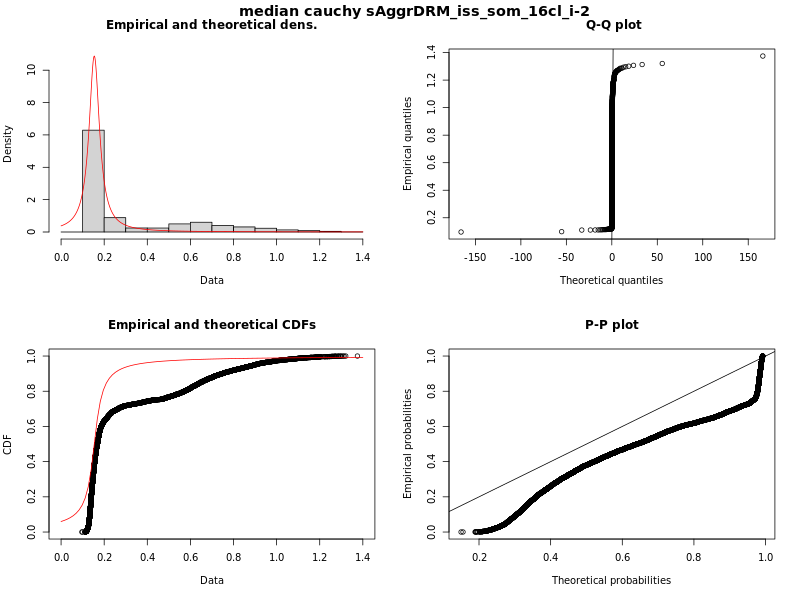 median cauchy sAggrDRM_iss_som_16cl_i-2
Empirical and theoretical dens.
Density
0 2 4 6 8 10
0.0 0.2 0.4 0.6 0.8 1.0 1.2 1.4
Data
Q-Q plot
Empirical quantiles
0.2 0.4 0.6 0.8 1.0 1.2 1.4
-150 -100 -50 0 50 100 150
Theoretical quantiles
Empirical and theoretical CDFs
CDF
0.0 0.2 0.4 0.6 0.8 1.0
0.0 0.2 0.4 0.6 0.8 1.0 1.2 1.4
Data
P-P plot
Empirical probabilities
0.0 0.2 0.4 0.6 0.8 1.0
0.2 0.4 0.6 0.8 1.0
Theoretical probabilities